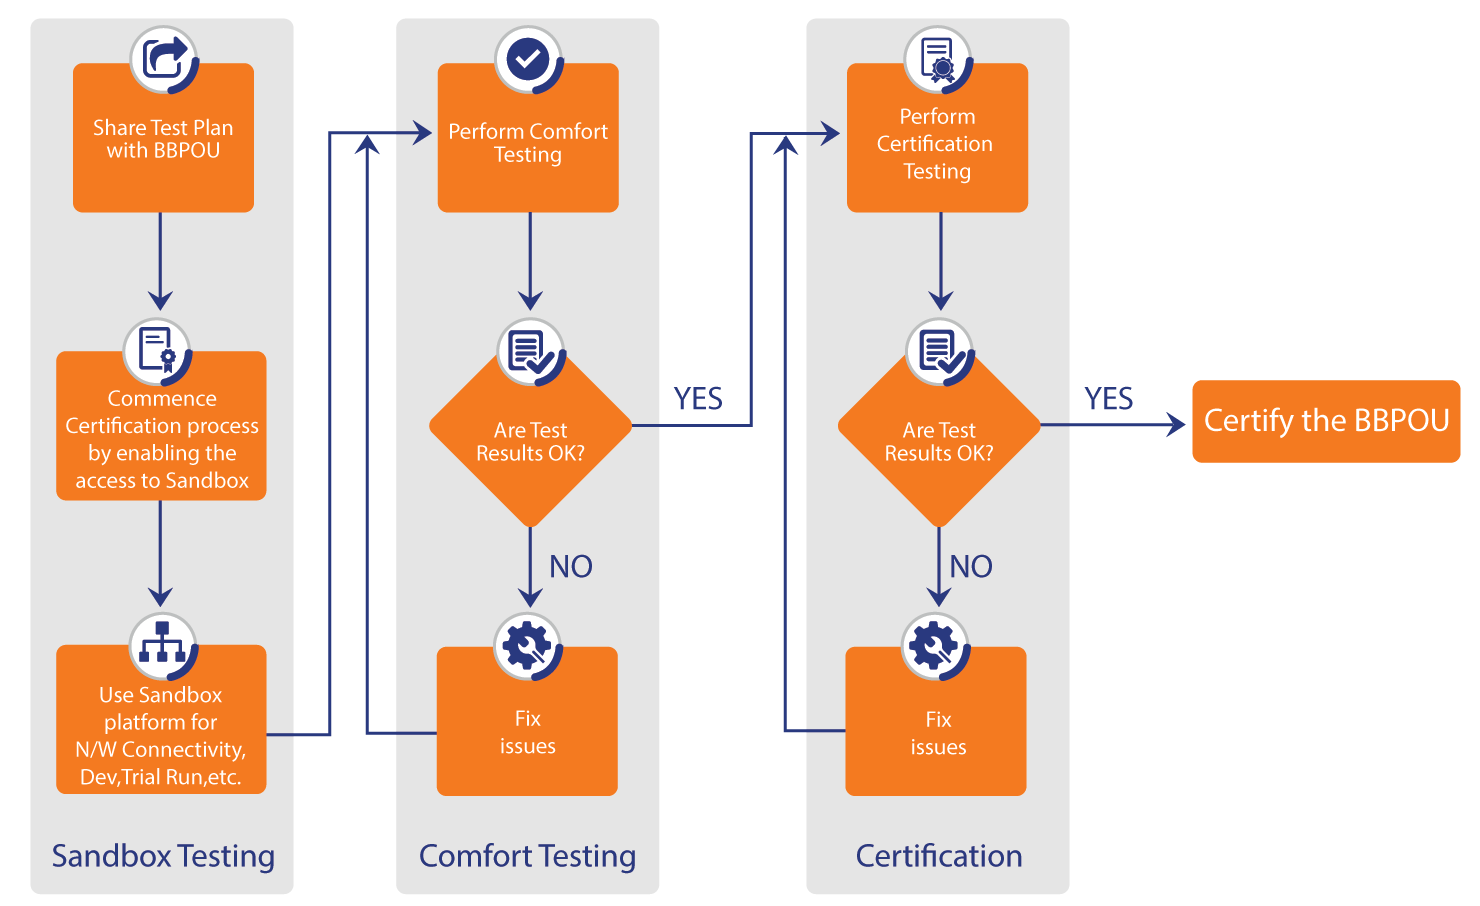 Share Test Plan
with BBPOU
Commence
Certification process
by enabling the
access to Sandbox
Use Sandbox
platform for
N/W Connectivity,
Dev,Trial Run,etc.
Sandbox Testing
Perform Comfort
Testing
Are Test
Results OK?
YES
NO
Fix
issues
Comfort Testing
Perform
Certification
Testing
Are Test
Results OK?
YES
NO
Fix
issues
Certification
Certify the BBPOU